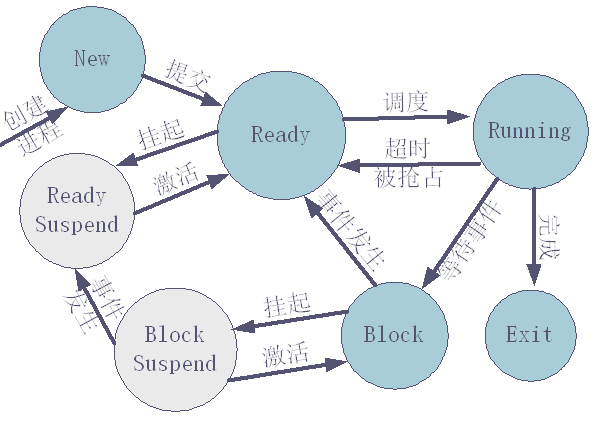 New
提交
创建
进程
Ready
调度
Running
挂起
超时
被抢占
激活
Ready
Suspend
事件发生
等待事件
完成
事件
发生
挂起
Block
Suspend
激活
Block
Exit